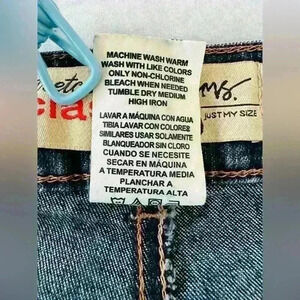 MACHINE WASH WARM
WASH WITH LIKE COLORS
ONLY NON-CHLORINE
BLEACH WHEN NEEDED
TUMBLE DRY MEDIUM
HIGH IRON
LAVAR A MÁQUINA CON AGUA
TIBIA LAVAR CON COLORES
SIMILARES USAR SOLAMENTE
BLANQUEADOR SIN CLORO
CUANDO SE NECESITE
SECAR EN MÁQUINA
A TEMPERATURA MEDIA
PLANCHAR A
TEMPERATURA ALTA
JUST MY SIZE